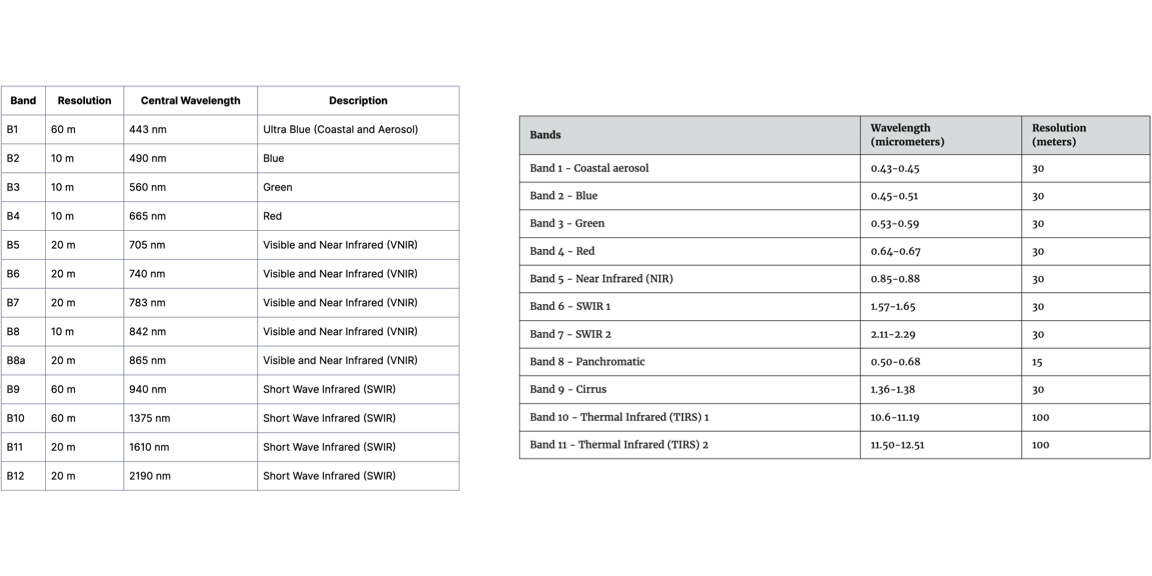 Band Resolution Central Wavelength Description
B1 60 m 443 nm Ultra Blue (Coastal and Aerosol)
B2 10 m 490 nm Blue
B3 10 m 560 nm Green
B4 10 m 665 nm Red
B5 20 m 705 nm Visible and Near Infrared (VNIR)
B6 20 m 740 nm Visible and Near Infrared (VNIR)
B7 20 m 783 nm Visible and Near Infrared (VNIR)
B8 10 m 842 nm Visible and Near Infrared (VNIR)
B8a 20 m 865 nm Visible and Near Infrared (VNIR)
B9 60 m 940 nm Short Wave Infrared (SWIR)
B10 60 m 1375 nm Short Wave Infrared (SWIR)
B11 20 m 1610 nm Short Wave Infrared (SWIR)
B12 20 m 2190 nm Short Wave Infrared (SWIR)
Bands Wavelength Resolution
(micrometers) (meters)
Band 1 - Coastal aerosol 0.43-0.45 30
Band 2 - Blue 0.45-0.51 30
Band 3 - Green 0.53-0.59 30
Band 4 - Red 0.64-0.67 30
Band 5 - Near Infrared (NIR) 0.85-0.88 30
Band 6 - SWIR 1 1.57-1.65 30
Band 7 - SWIR 2 2.11-2.29 30
Band 8 - Panchromatic 0.50-0.68 15
Band 9 - Cirrus 1.36-1.38 30
Band 10 - Thermal Infrared (TIRS) 1 10.6-11.19 100
Band 11 - Thermal Infrared (TIRS) 2 11.50-12.51 100